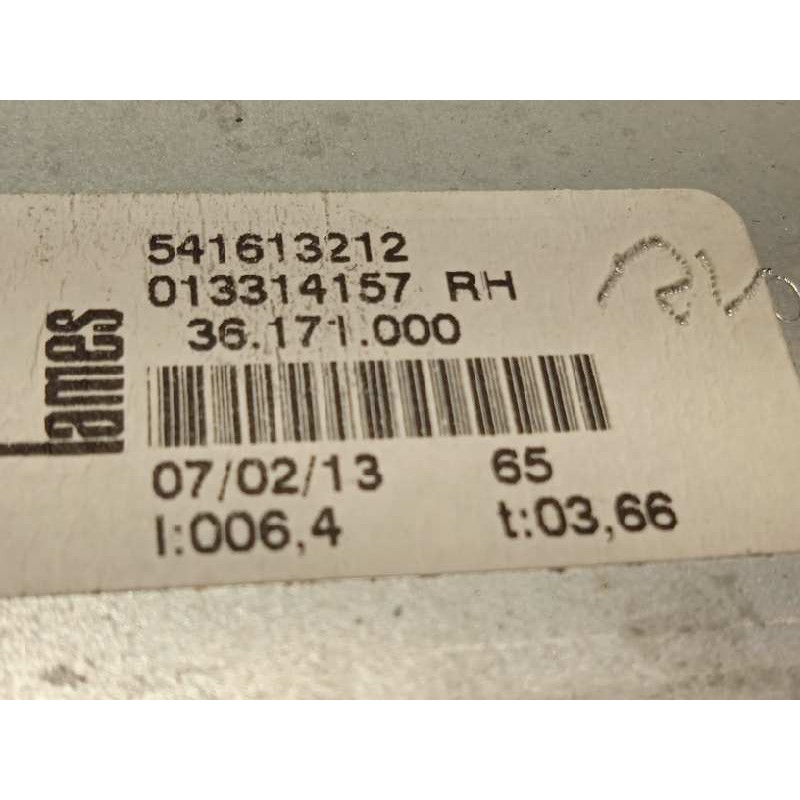 541613212
013314157 RH
36.171.000
lames
07/02/13 65
I:006,4 t:03,66